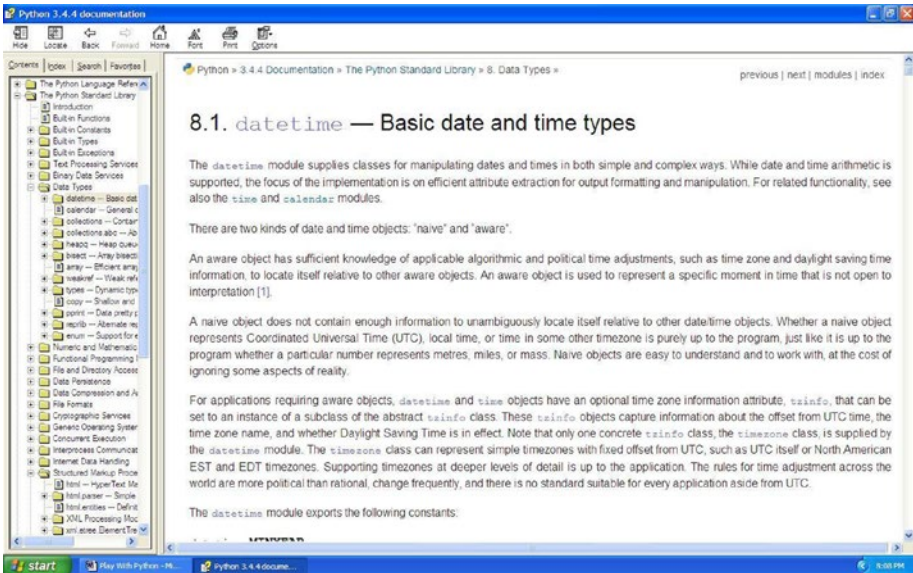 Python 3.4.4 documentation
Hide Locate Back Forward Home Font Print Options
Contents Index Search Favorites
The Python Language Referen
The Python Standard Library
Introduction
Built-in Functions
Built-in Constants
Built-in Types
Built-in Exceptions
Text Processing Services
Binary Data Services
Data Types
datetime — Basic dat
calendar — General c
collections — Contain
collections.abc — Ab
heapq — Heap queu
bisect — Array bisecti
array — Efficient array
weakref — Weak refe
types — Dynamic type
copy — Shallow and
pprint — Data pretty p
reprlib — Alternate rep
enum — Support for e
Numeric and Mathematic
Functional Programming
File and Directory Access
Data Persistence
Data Compression and A
File Formats
Cryptographic Services
Generic Operating System
Concurrent Execution
Interprocess Communicat
Internet Data Handling
Structured Markup Proce
html — HyperText Ma
html.parser — Simple
html.entities — Definit
XML Processing Mod
xml.etree.ElementTre
Python » 3.4.4 Documentation » The Python Standard Library » 8. Data Types »
previous | next | modules | index
8.1. datetime — Basic date and time types
The datetime module supplies classes for manipulating dates and times in both simple and complex ways. While date and time arithmetic is
supported, the focus of the implementation is on efficient attribute extraction for output formatting and manipulation. For related functionality, see
also the time and calendar modules.
There are two kinds of date and time objects: “naive” and “aware”.
An aware object has sufficient knowledge of applicable algorithmic and political time adjustments, such as time zone and daylight saving time
information, to locate itself relative to other aware objects. An aware object is used to represent a specific moment in time that is not open to
interpretation [1].
A naive object does not contain enough information to unambiguously locate itself relative to other date/time objects. Whether a naive object
represents Coordinated Universal Time (UTC), local time, or time in some other timezone is purely up to the program, just like it is up to the
program whether a particular number represents metres, miles, or mass. Naive objects are easy to understand and to work with, at the cost of
ignoring some aspects of reality.
For applications requiring aware objects, datetime and time objects have an optional time zone information attribute, tzinfo, that can be
set to an instance of a subclass of the abstract tzinfo class. These tzinfo objects capture information about the offset from UTC time, the
time zone name, and whether Daylight Saving Time is in effect. Note that only one concrete tzinfo class, the timezone class, is supplied by
the datetime module. The timezone class can represent simple timezones with fixed offset from UTC, such as UTC itself or North American
EST and EDT timezones. Supporting timezones at deeper levels of detail is up to the application. The rules for time adjustment across the
world are more political than rational, change frequently, and there is no standard suitable for every application aside from UTC.
The datetime module exports the following constants:
start Play With Python - M... Python 3.4.4 docume... 8:08 PM